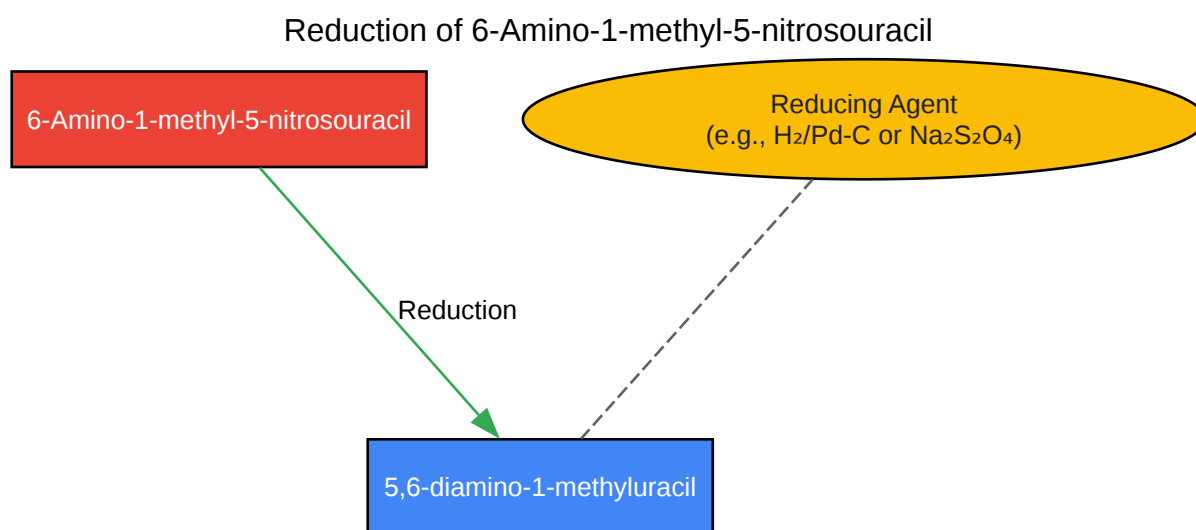 Reduction of 6-Amino-1-methyl-5-nitrosouracil
6-Amino-1-methyl-5-nitrosouracil
Reducing Agent
(e.g., H₂/Pd-C or Na₂S₂O₄)
Reduction
5,6-diamino-1-methyluracil